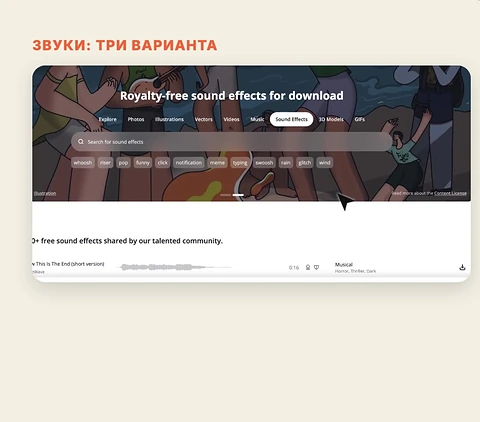 ЗВУКИ: ТРИ ВАРИАНТА
Royalty-free sound effects for download
Explore Photos Illustrations Vectors Videos Music Sound Effects 3D Models GIFs
Search for sound effects
whoosh riser pop funny click notification meme typing swoosh rain glitch wind
Illustration
Read more about the Content License
0+ free sound effects shared by our talented community.
w This Is The End (short version)
0:16
Musical
Horror, Thriller, Dark